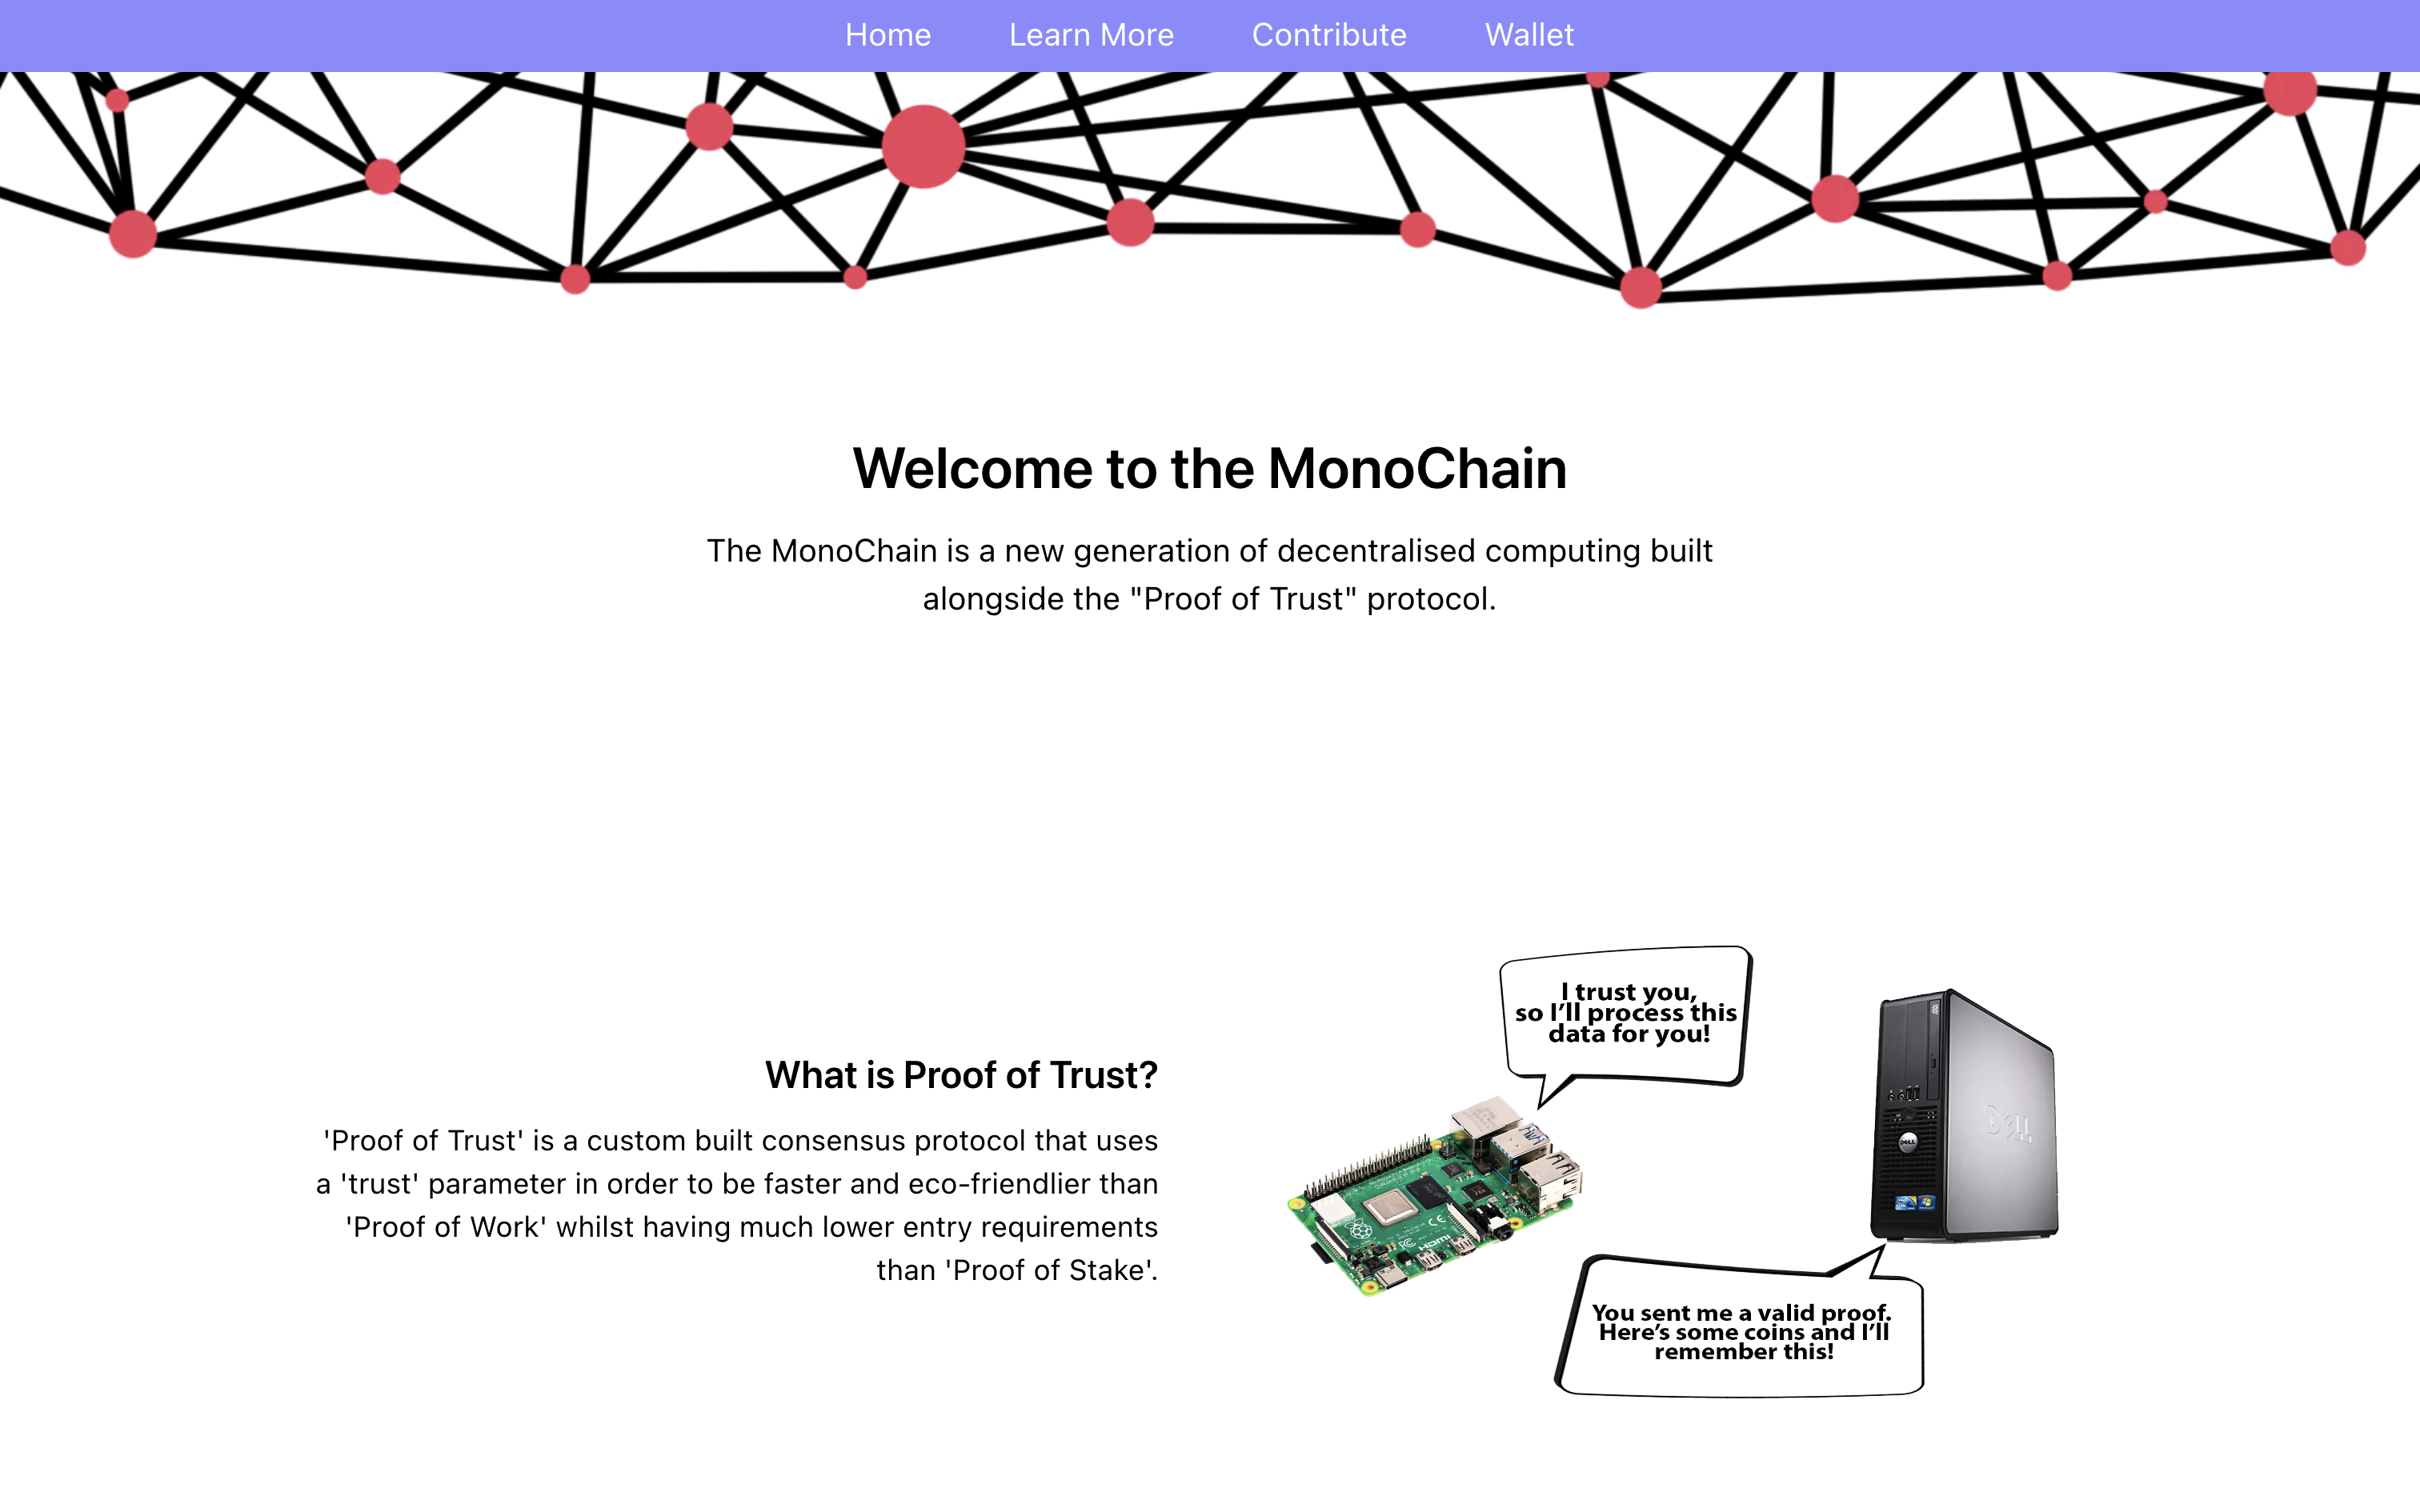 Home Learn More Contribute Wallet
Welcome to the MonoChain
The MonoChain is a new generation of decentralised computing built
alongside the "Proof of Trust" protocol.
I trust you,
so I'll process this
data for you!
What is Proof of Trust?
'Proof of Trust' is a custom built consensus protocol that uses
a 'trust' parameter in order to be faster and eco-friendlier than
'Proof of Work' whilst having much lower entry requirements
than 'Proof of Stake'.
HDMI
DELL
DELL
You sent me a valid proof.
Here's some coins and I'll
remember this!